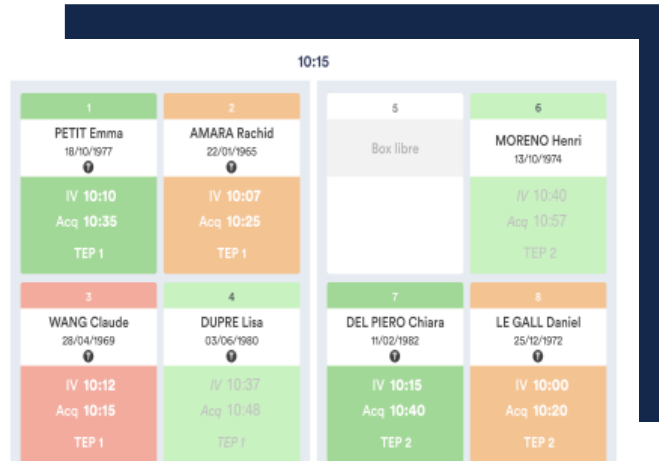 10:15
1
PETIT Emma
18/10/1977
T
IV 10:10
Acq 10:35
TEP 1
2
AMARA Rachid
22/01/1965
T
IV 10:07
Acq 10:25
TEP 1
5
Box libre
6
MORENO Henri
13/10/1974
IV 10:40
Acq 10:57
TEP 2
3
WANG Claude
28/04/1969
T
IV 10:12
Acq 10:15
TEP 1
4
DUPRE Lisa
03/06/1980
T
IV 10:37
Acq 10:48
TEP 1
7
DEL PIERO Chiara
11/02/1982
T
IV 10:15
Acq 10:40
TEP 2
8
LE GALL Daniel
25/12/1972
T
IV 10:00
Acq 10:20
TEP 2